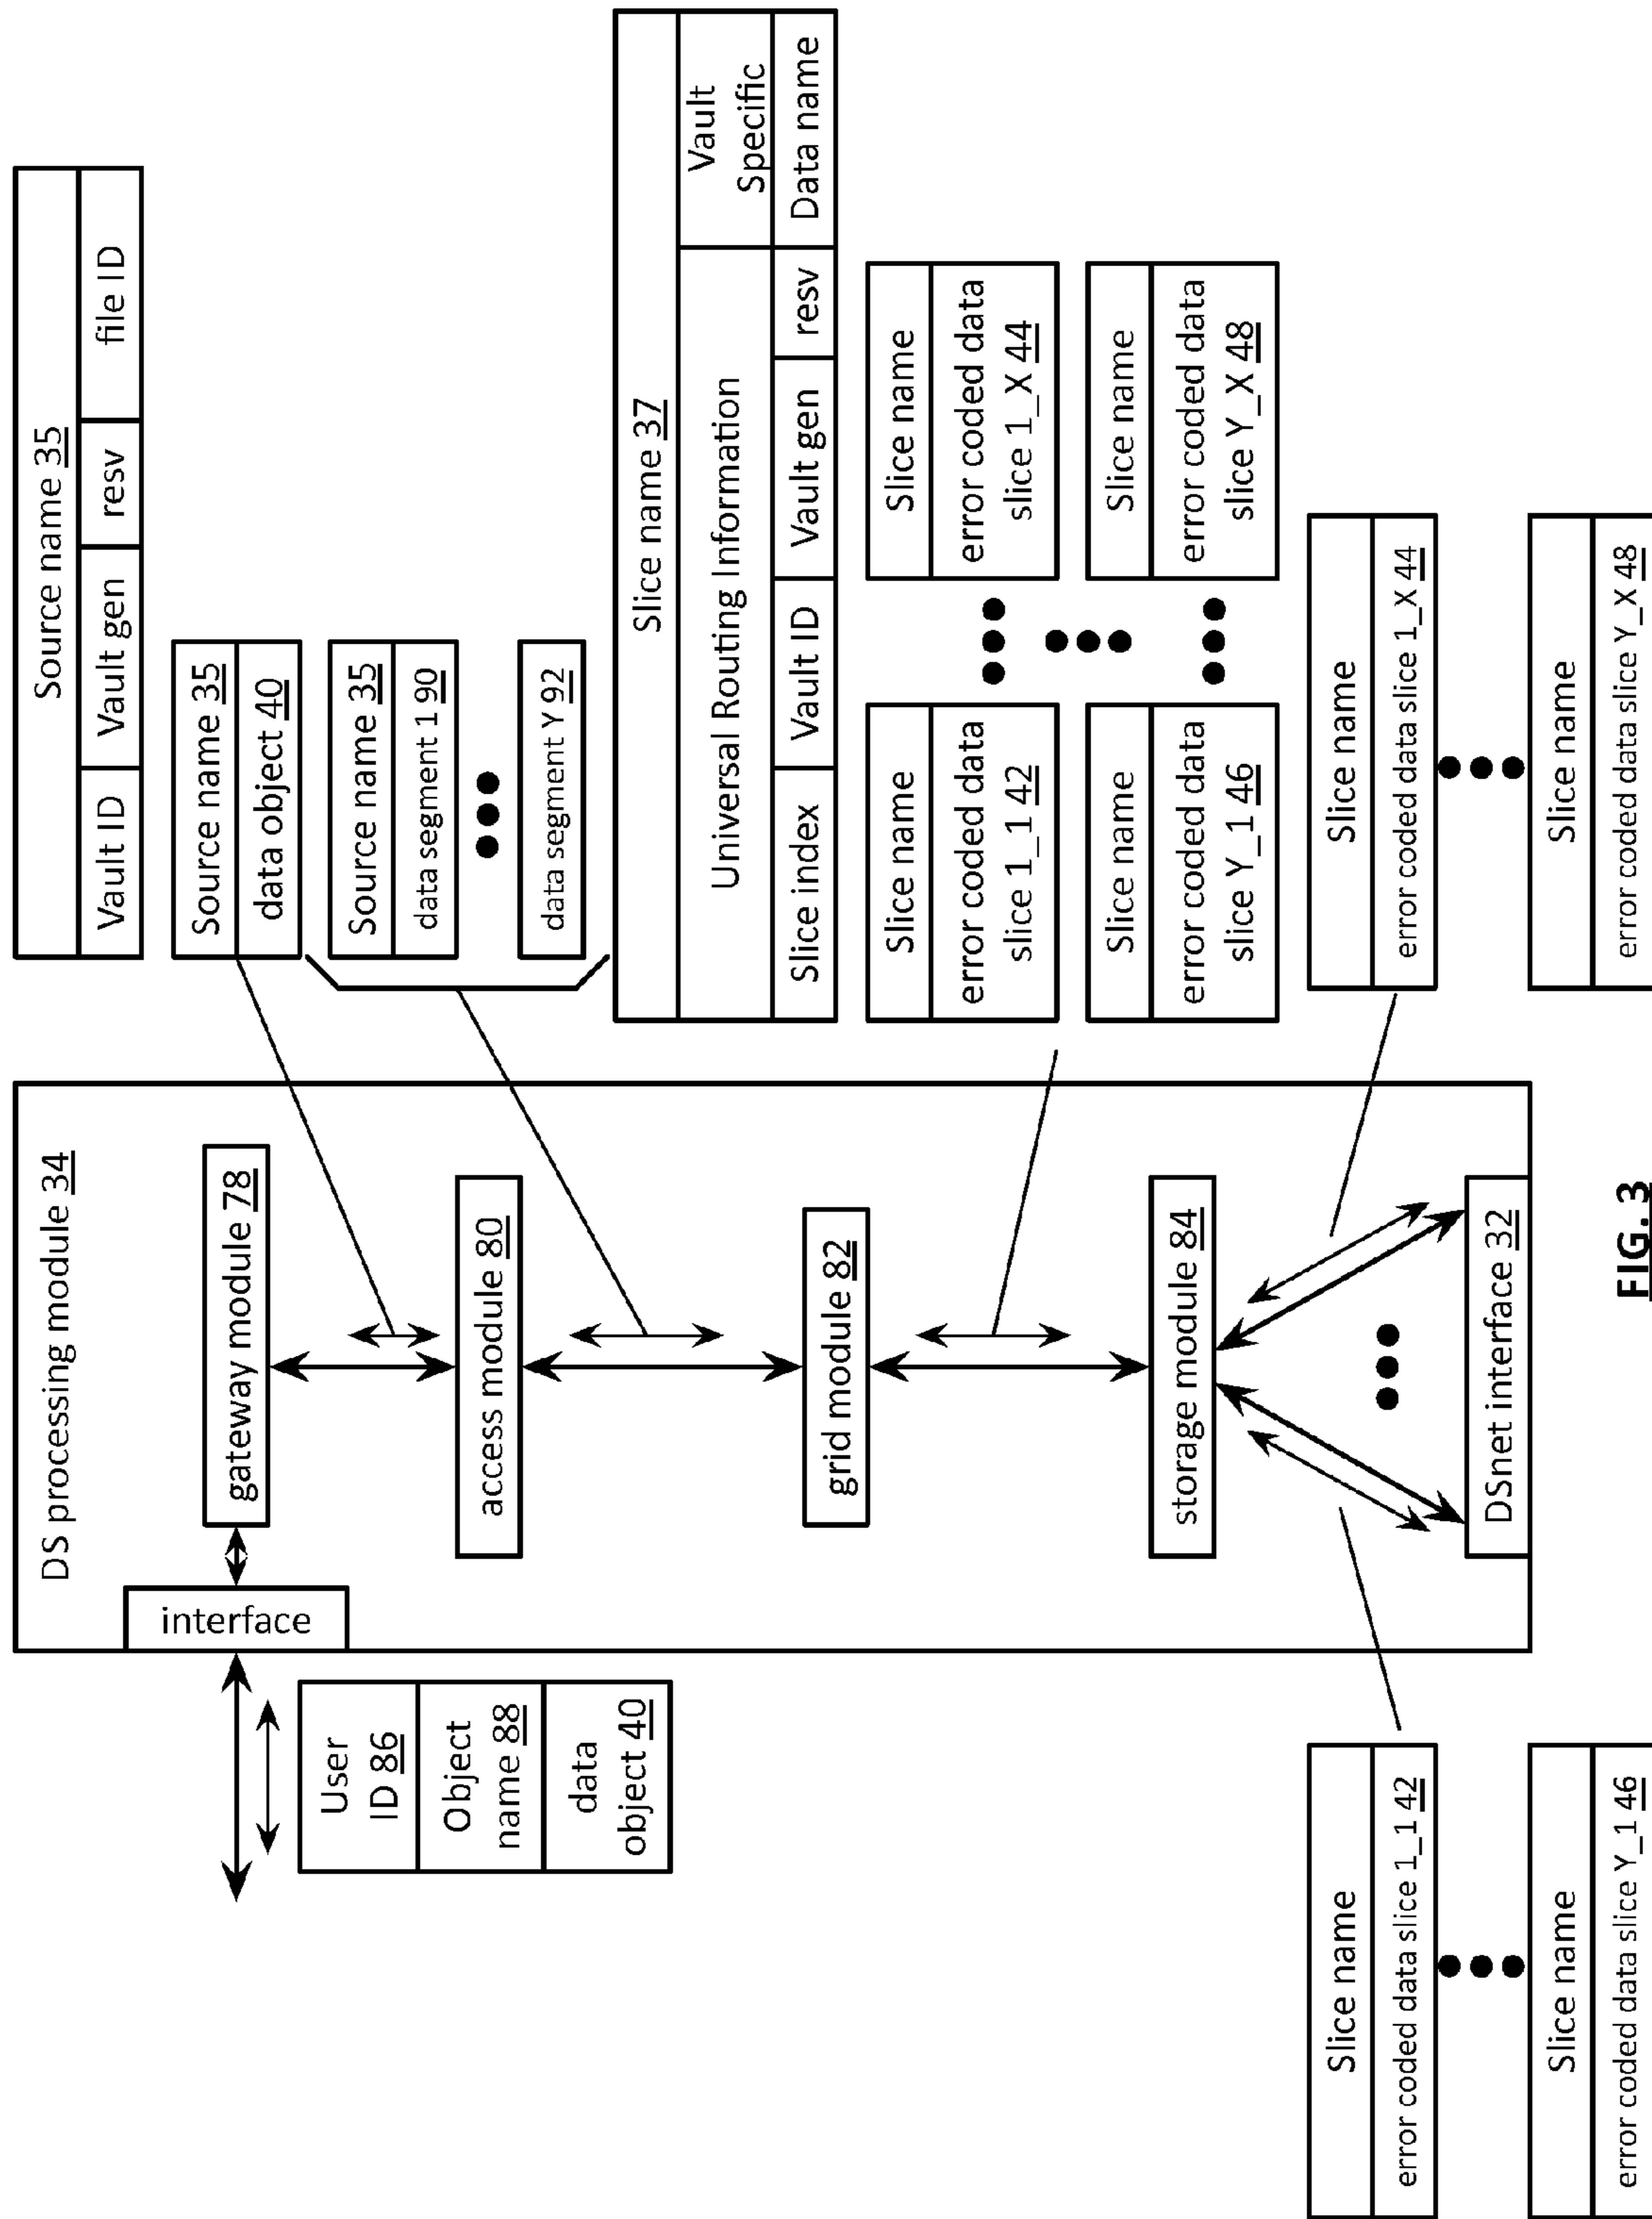 DS processing module 34
interface
gateway module 78
access module 80
grid module 82
storage module 84
DSnet interface 32
User
ID 86
Object
name 88
data
object 40
Source name 35
Vault ID
Vault gen
resv
file ID
Source name 35
data object 40
Source name 35
data segment 1 90
data segment Y 92
Slice name 37
Universal Routing Information
Vault
Specific
Slice index
Vault ID
Vault gen
resv
Data name
Slice name
error coded data
slice 1_1 42
Slice name
error coded data
slice 1_X 44
Slice name
error coded data
slice Y_1 46
Slice name
error coded data
slice Y_X 48
Slice name
error coded data slice 1_1 42
Slice name
error coded data slice Y_1 46
Slice name
error coded data slice 1_X 44
Slice name
error coded data slice Y_X 48
FIG. 3